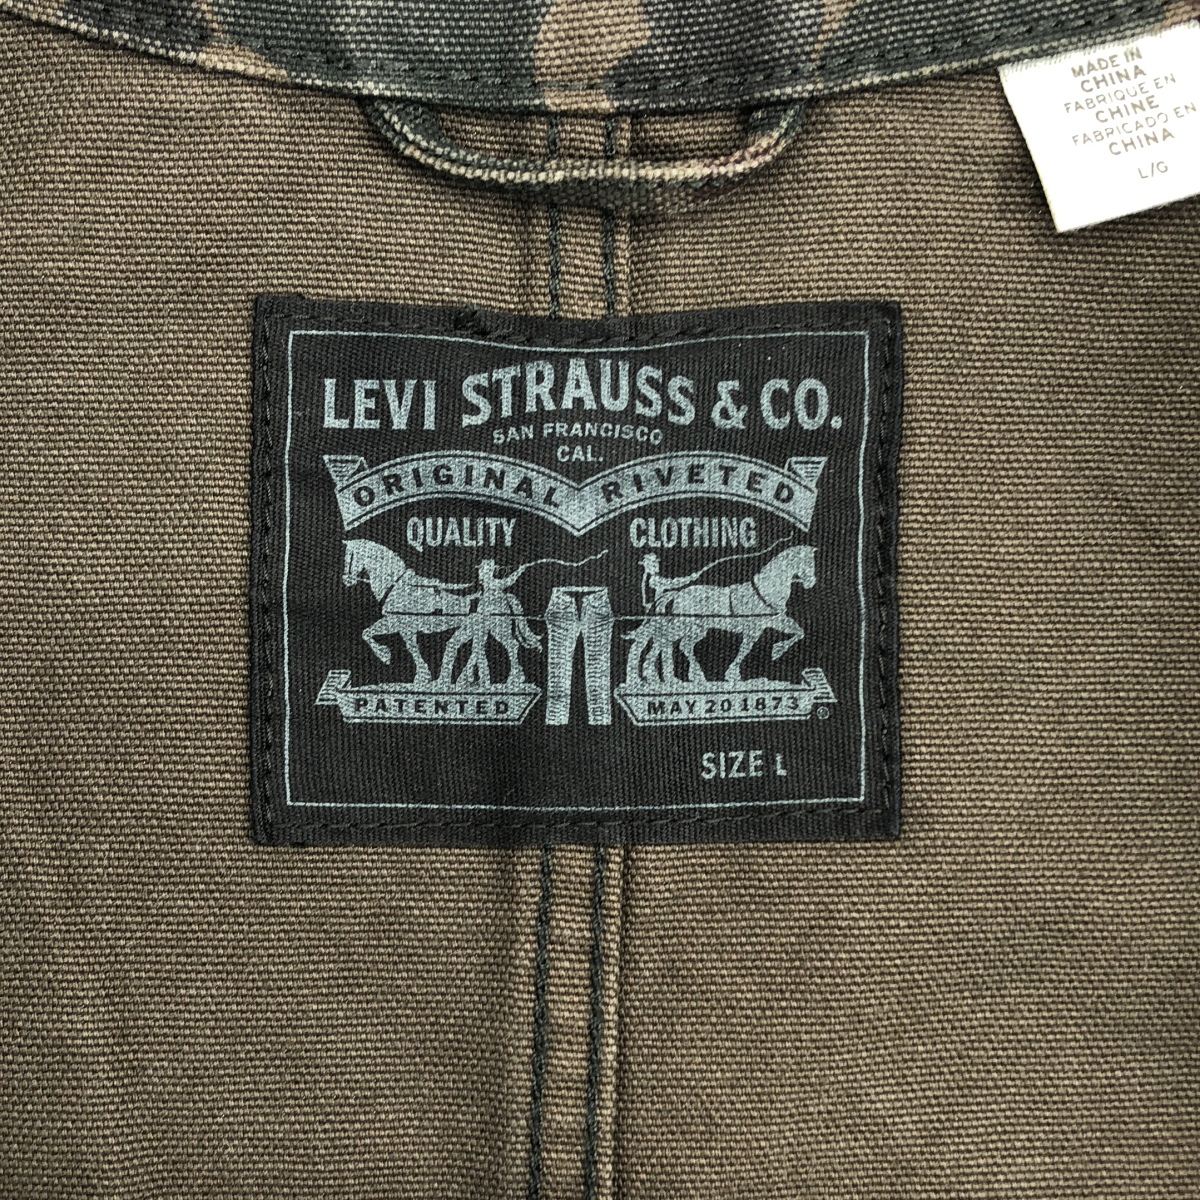 MADE IN
CHINA
FABRIQUE EN
CHINE
FABRICADO EN
CHINA
L/G
LEVI STRAUSS & CO.
SAN FRANCISCO
CAL.
ORIGINAL RIVETED
QUALITY CLOTHING
PATENTED MAY 20 1873 ®
SIZE L